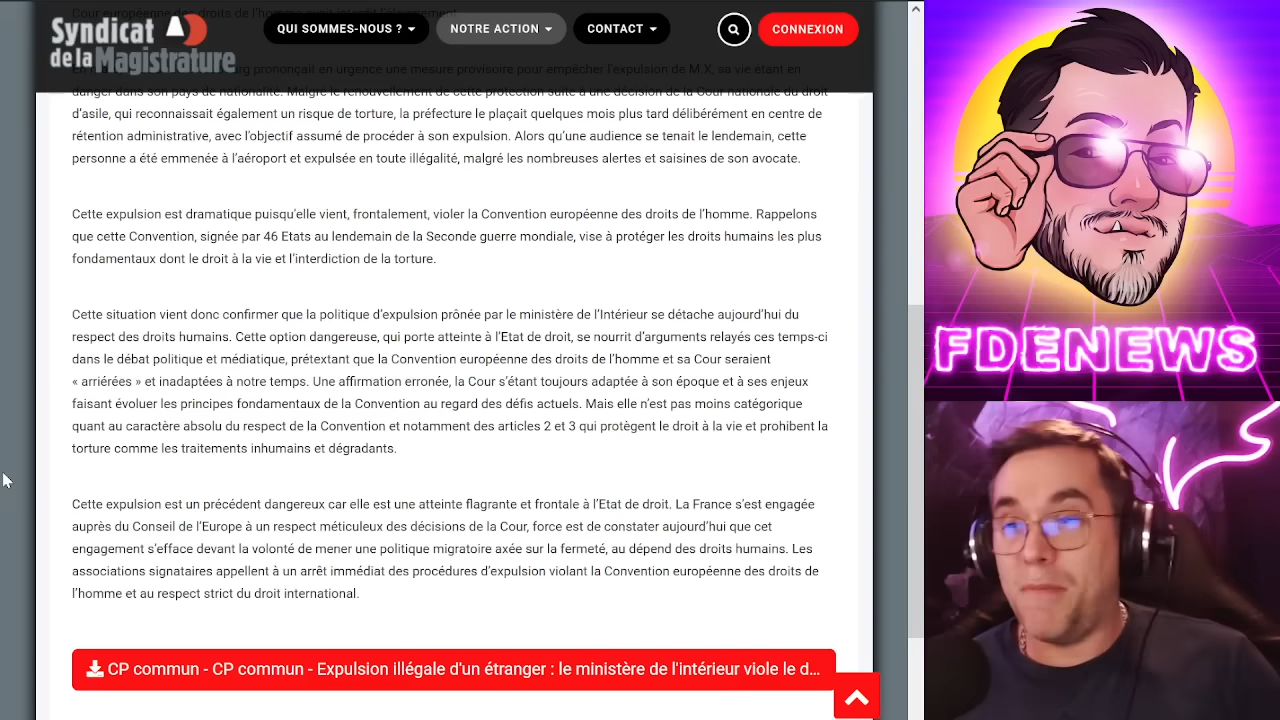 Cour européenne des droits de l'homme avait interdit l'éloignement
Syndicat
de la Magistrature
QUI SOMMES-NOUS ?
NOTRE ACTION
CONTACT
CONNEXION
prononçait en urgence une mesure provisoire pour empêcher l'expulsion de M.X, sa vie étant en
danger dans son pays de nationalité. Malgré le renouvellement de cette protection suite à une décision de la Cour nationale du droit
d'asile, qui reconnaissait également un risque de torture, la préfecture le plaçait quelques mois plus tard délibérément en centre de
rétention administrative, avec l'objectif assumé de procéder à son expulsion. Alors qu'une audience se tenait le lendemain, cette
personne a été emmenée à l'aéroport et expulsée en toute illégalité, malgré les nombreuses alertes et saisines de son avocate.
Cette expulsion est dramatique puisqu'elle vient, frontalement, violer la Convention européenne des droits de l'homme. Rappelons
que cette Convention, signée par 46 Etats au lendemain de la Seconde guerre mondiale, vise à protéger les droits humains les plus
fondamentaux dont le droit à la vie et l'interdiction de la torture.
Cette situation vient donc confirmer que la politique d'expulsion prônée par le ministère de l'Intérieur se détache aujourd'hui du
respect des droits humains. Cette option dangereuse, qui porte atteinte à l'Etat de droit, se nourrit d'arguments relayés ces temps-ci
dans le débat politique et médiatique, prétextant que la Convention européenne des droits de l'homme et sa Cour seraient
« arriérées » et inadaptées à notre temps. Une affirmation erronée, la Cour s'étant toujours adaptée à son époque et à ses enjeux
faisant évoluer les principes fondamentaux de la Convention au regard des défis actuels. Mais elle n'est pas moins catégorique
quant au caractère absolu du respect de la Convention et notamment des articles 2 et 3 qui protègent le droit à la vie et prohibent la
torture comme les traitements inhumains et dégradants.
Cette expulsion est un précédent dangereux car elle est une atteinte flagrante et frontale à l'Etat de droit. La France s'est engagée
auprès du Conseil de l'Europe à un respect méticuleux des décisions de la Cour, force est de constater aujourd'hui que cet
engagement s'efface devant la volonté de mener une politique migratoire axée sur la fermeté, au dépend des droits humains. Les
associations signataires appellent à un arrêt immédiat des procédures d'expulsion violant la Convention européenne des droits de
l'homme et au respect strict du droit international.
CP commun - CP commun - Expulsion illégale d'un étranger : le ministère de l'intérieur viole le d...
FDENEWS